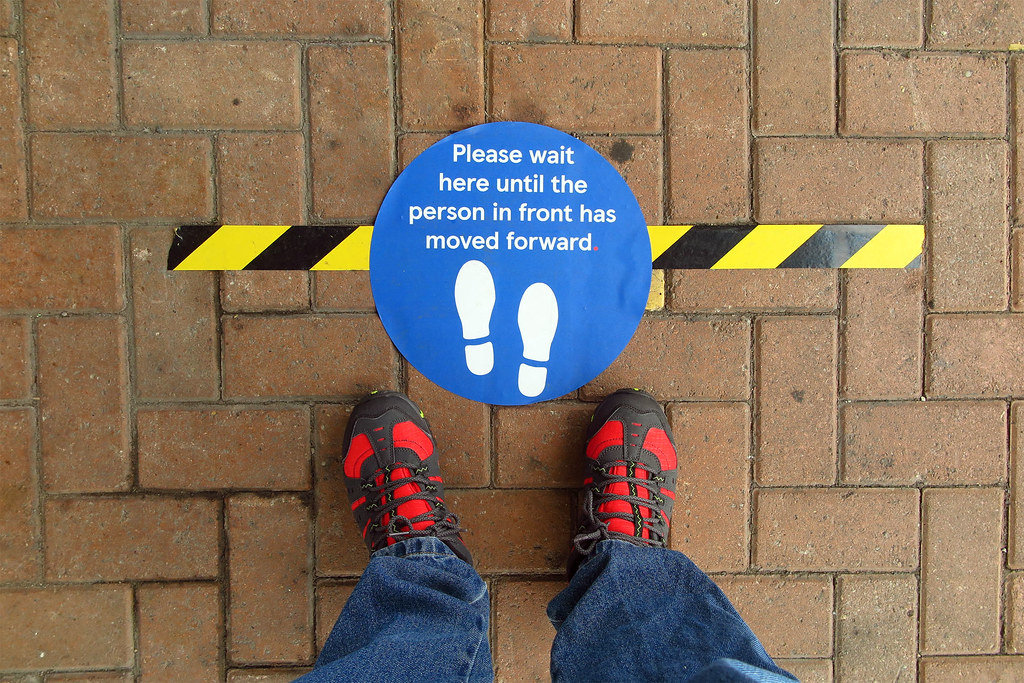 Please wait
here until the
person in front has
moved forward.